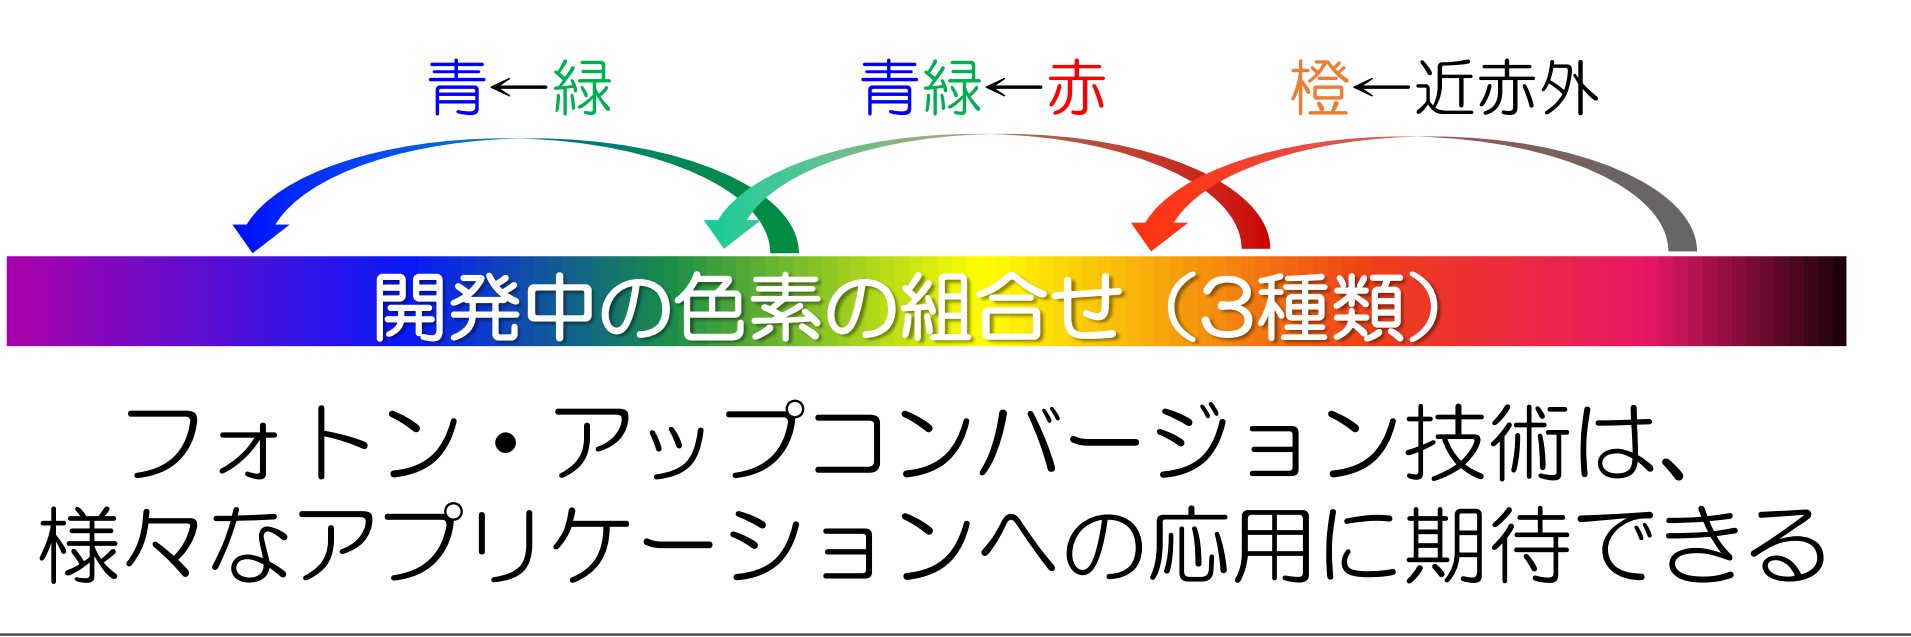 青←緑 青緑←赤 橙←近赤外
開発中の色素の組合せ（3種類）
フォトン・アップコンバージョン技術は、
様々なアプリケーションへの応用に期待できる